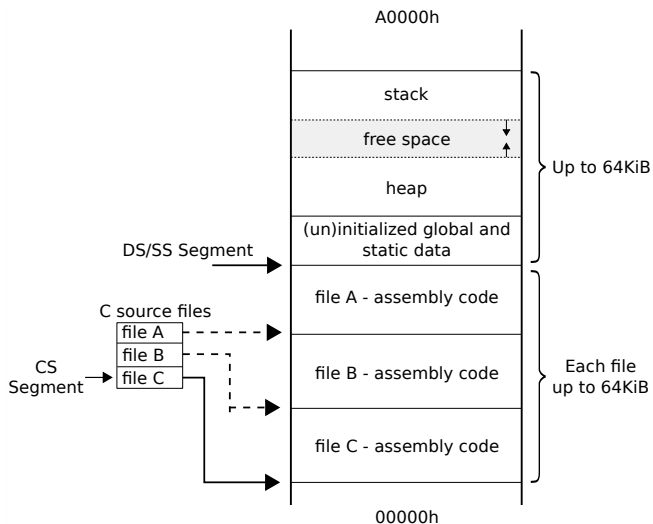 A0000h
stack
free space
heap
Up to 64KiB
(un)initialized global and
static data
DS/SS Segment
file A - assembly code
C source files
file A
file B
file C
CS
Segment
file B - assembly code
Each file
up to 64KiB
file C - assembly code
00000h